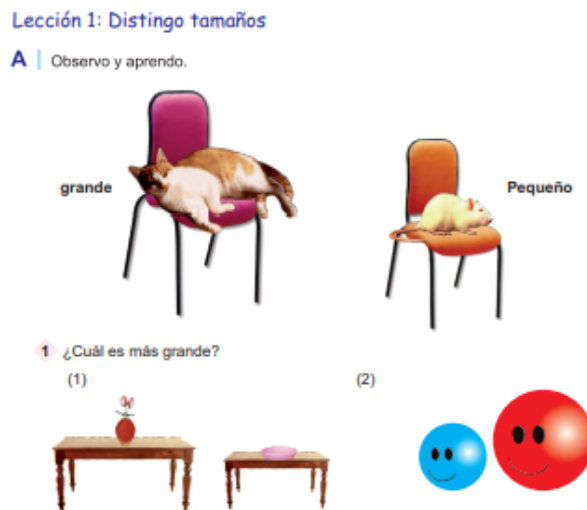 Lección 1: Distingo tamaños
A Observo y aprendo.
grande
Pequeño
1 ¿Cuál es más grande?
(1) (2)